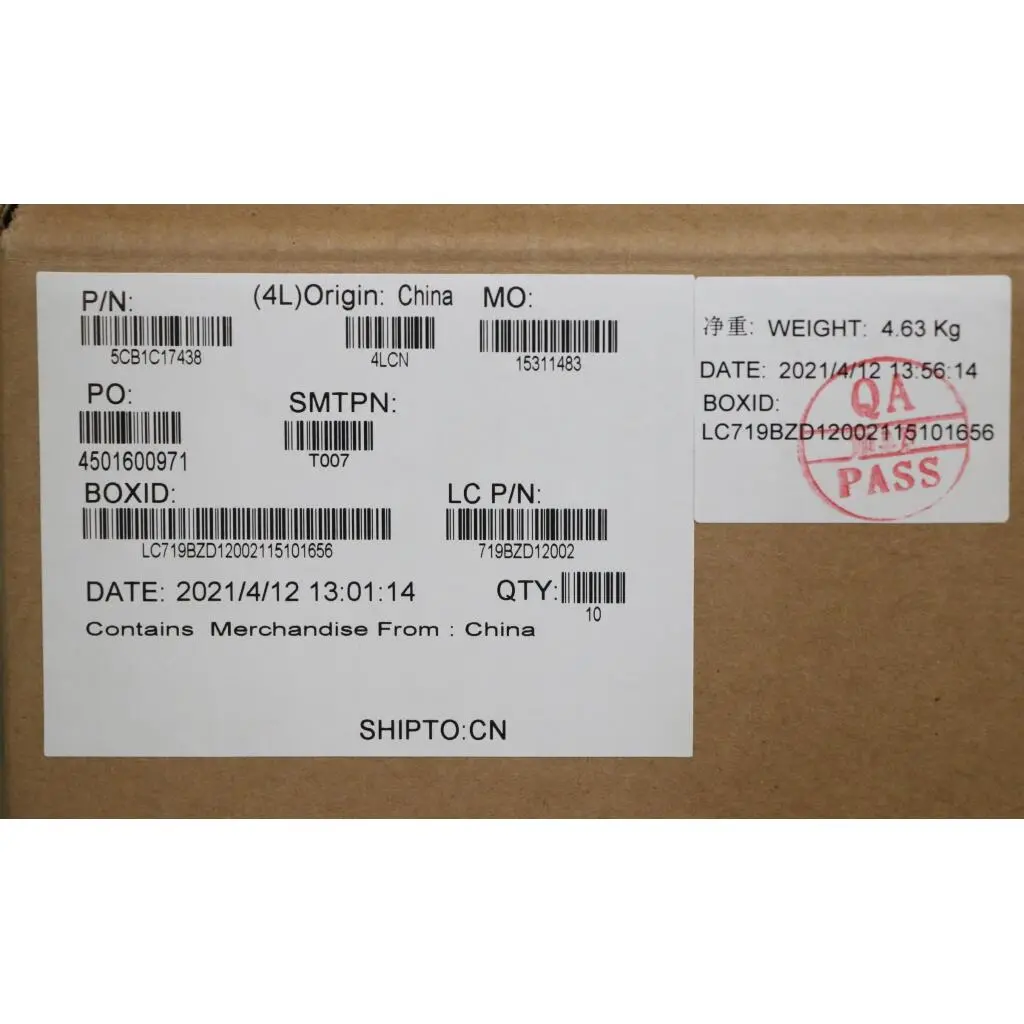 P/N:
5CB1C17438
(4L)Origin: China
4LCN
MO:
15311483
PO:
4501600971
SMTPN:
T007
BOXID:
LC719BZD12002115101656
LC P/N:
719BZD12002
DATE: 2021/4/12 13:01:14
QTY:
10
Contains Merchandise From : China
SHIPTO:CN
净重: WEIGHT: 4.63 Kg
DATE: 2021/4/12 13:56:14
BOXID:
LC719BZD12002115101656
QA
PASS